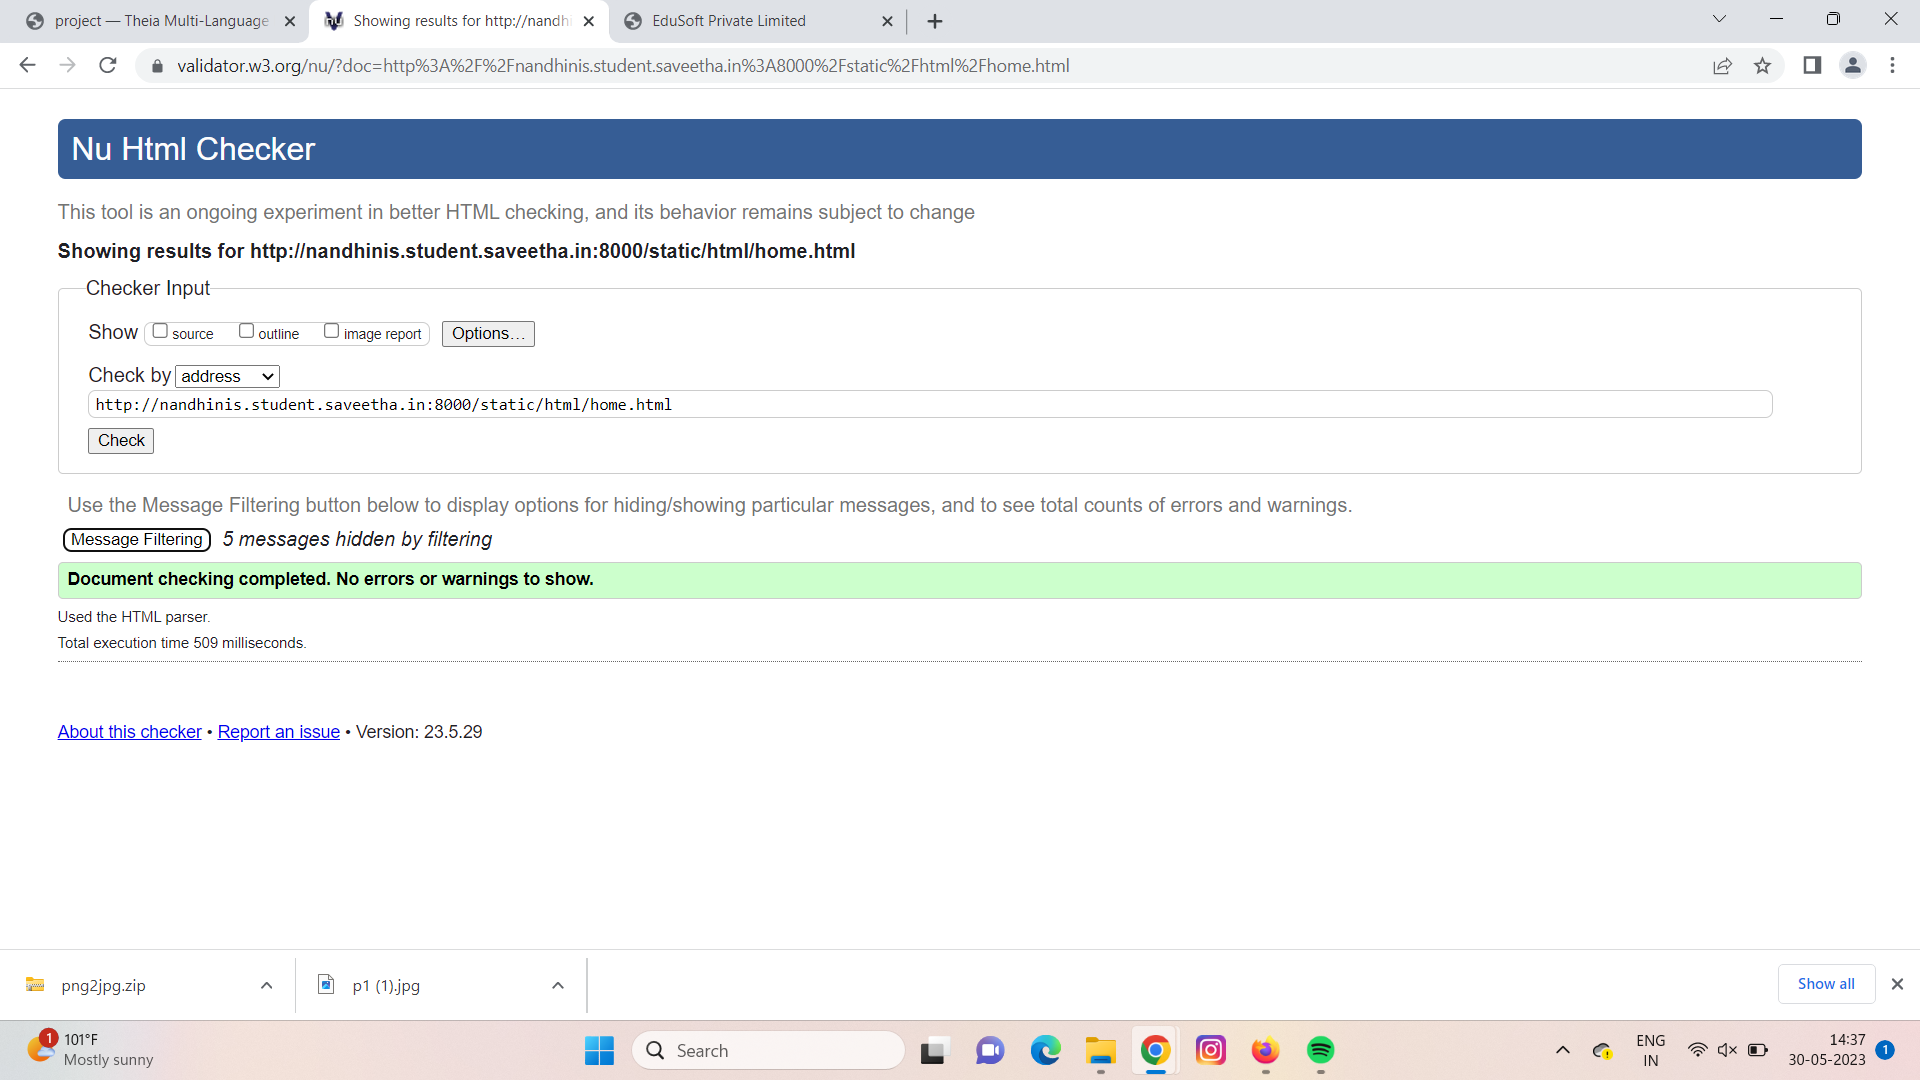 project — Theia Multi-Language
Showing results for http://nandhi
EduSoft Private Limited
validator.w3.org/nu/?doc=http%3A%2F%2Fnandhinis.student.saveetha.in%3A8000%2Fstatic%2Fhtml%2Fhome.html
Nu Html Checker
This tool is an ongoing experiment in better HTML checking, and its behavior remains subject to change
Showing results for http://nandhinis.student.saveetha.in:8000/static/html/home.html
Checker Input
Show source outline image report Options...
Check by address
http://nandhinis.student.saveetha.in:8000/static/html/home.html
Check
Use the Message Filtering button below to display options for hiding/showing particular messages, and to see total counts of errors and warnings.
Message Filtering 5 messages hidden by filtering
Document checking completed. No errors or warnings to show.
Used the HTML parser.
Total execution time 509 milliseconds.
About this checker • Report an issue • Version: 23.5.29
png2jpg.zip
p1 (1).jpg
Show all
1
101°F
Mostly sunny
Search
ENG
IN
14:37
30-05-2023
1